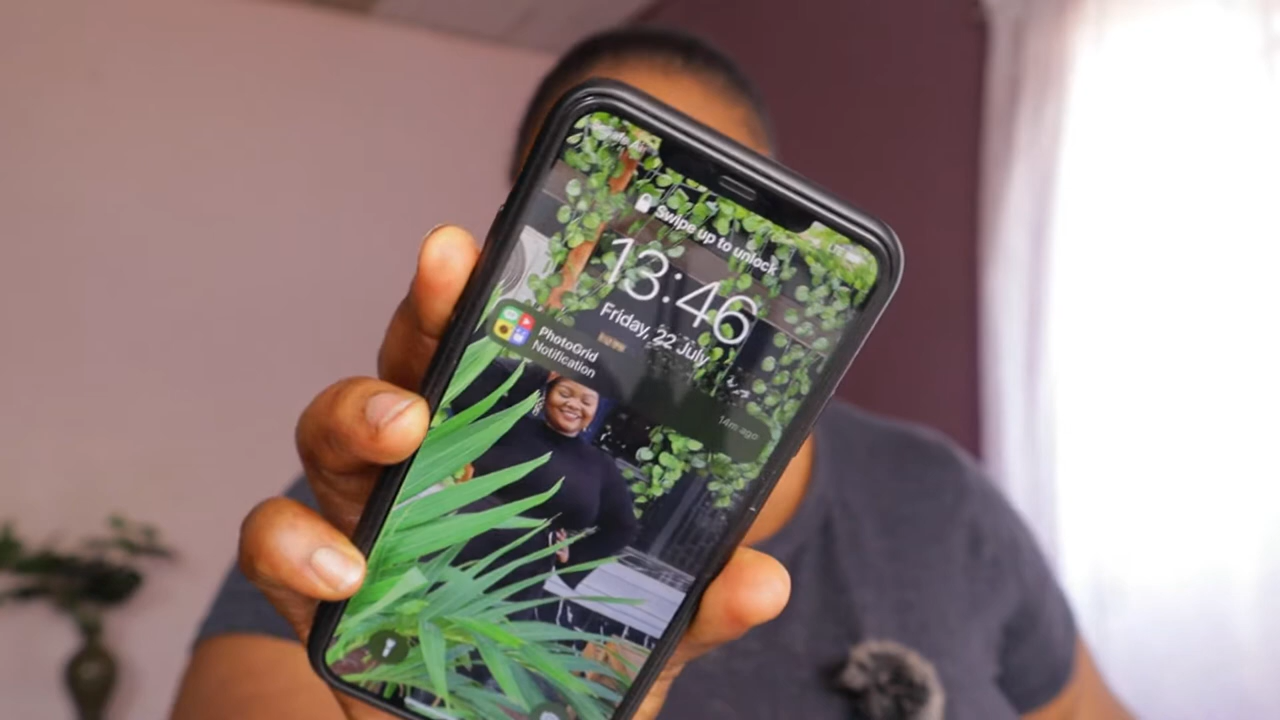 Swipe up to unlock
13:46
Friday, 22 July
PhotoGrid
Notification
14m ago